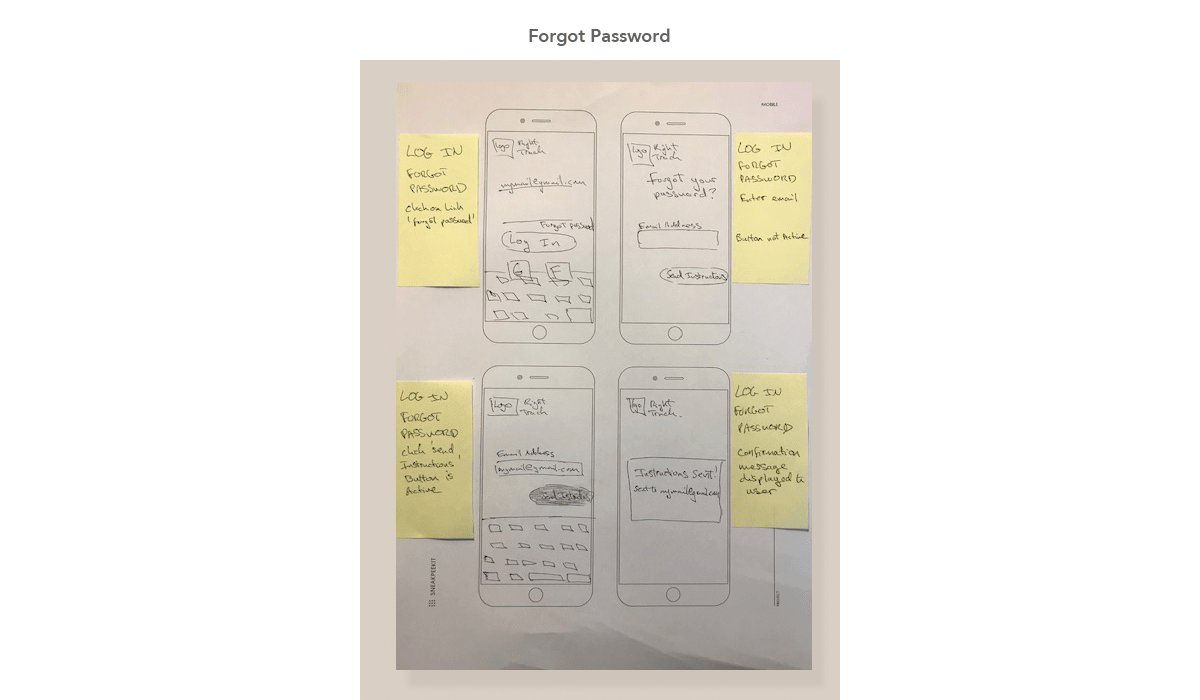 Forgot Password
MOBILE
LOG IN
FORGOT
PASSWORD
Click on Link
'forgot password'
Logo
Right
Track
mymail@gmail.com
Forgot password
Log In
G
F
Logo
Right
Track
Forgot your
password?
Email Address
Send Instructions
LOG IN
FORGOT
PASSWORD
Enter email
Button not Active
LOG IN
FORGOT
PASSWORD
click 'send
Instructions'
Button is
Active
Logo
Right
Track
Email Address
mymail@gmail.com
Send Instructions
Logo
Right
Track.
Instructions Sent!
sent to mymail@gmail.com
LOG IN
FORGOT
PASSWORD
Confirmation
message
displayed to
user
SNEAKPEEKIT
PROJECT